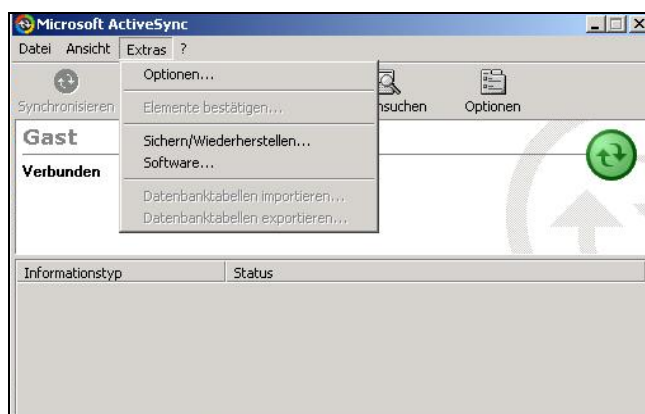 Microsoft ActiveSync
Datei Ansicht Extras ?
Optionen...
Elemente bestätigen...
Sichern/Wiederherstellen...
Software...
Datenbanktabellen importieren...
Datenbanktabellen exportieren...
Synchronisieren Optionen
Gast
Verbunden
Informationstyp Status